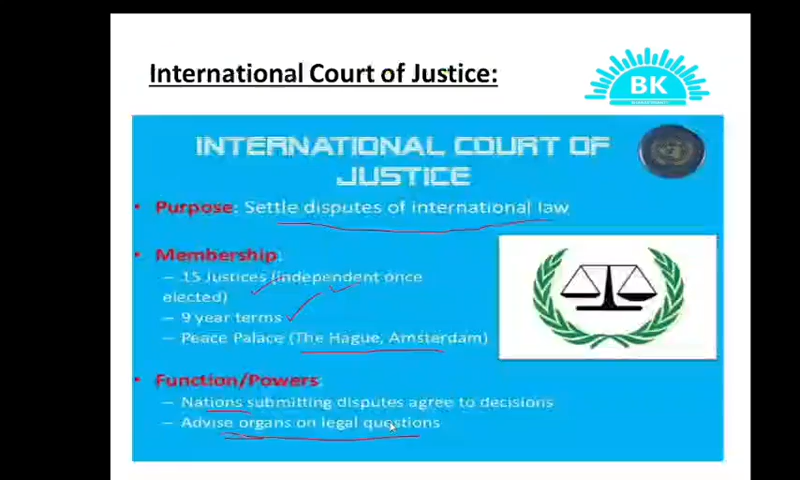 International Court of Justice:
BK
INTERNATIONAL COURT OF
JUSTICE
• Purpose: Settle disputes of international law
• Membership:
– 15 Justices (independent once
elected)
– 9 year terms
– Peace Palace (The Hague, Amsterdam)
• Function/Powers:
– Nations submitting disputes agree to decisions
– Advise organs on legal questions